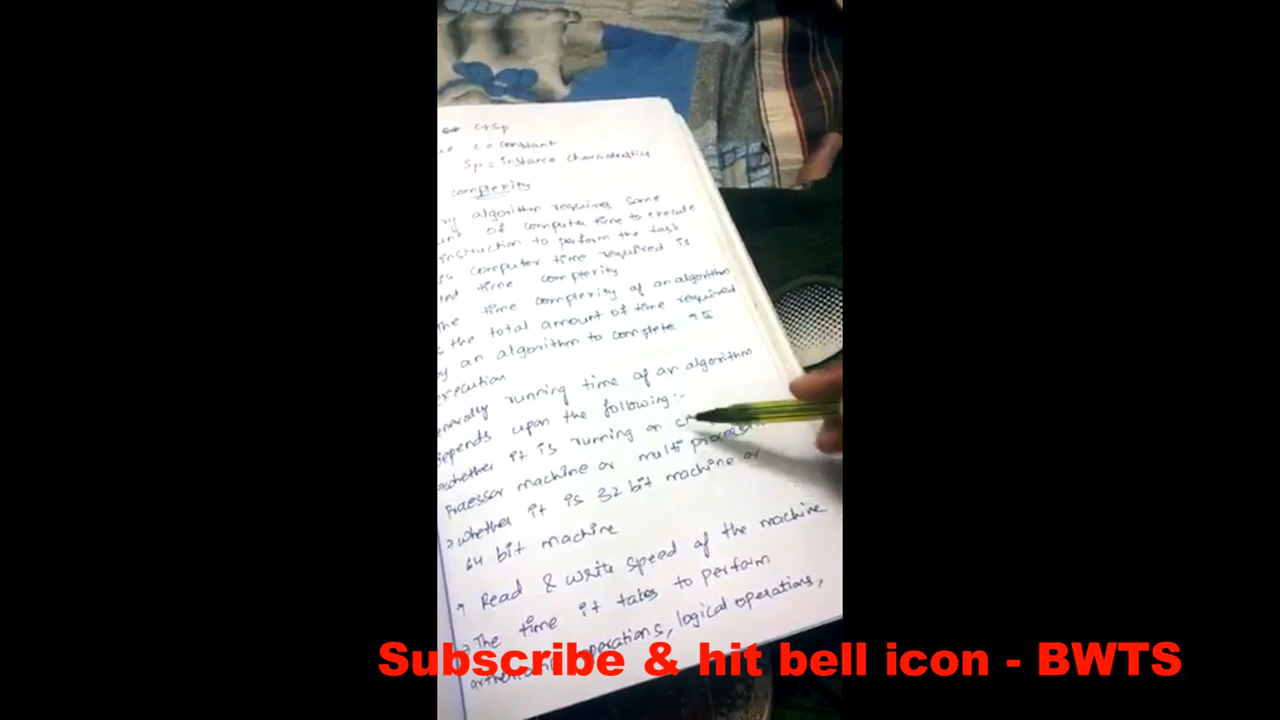 or C+Sp
C = constant
Sp = instance characteristics
complexity
algorithm requires some
of computer time to execute
instruction to perform the task
computer time required is
time complexity
The time complexity of an algorithm
the total amount of time required
an algorithm to complete its
execution
running time of an algorithm
depends upon the following:-
whether it is running on
Processor machine or multi
> whether it is 32 bit machine or
64 bit machine
> Read & write speed of the machine
> The time it takes to perform
operations, logical operations,
Subscribe & hit bell icon - BWTS